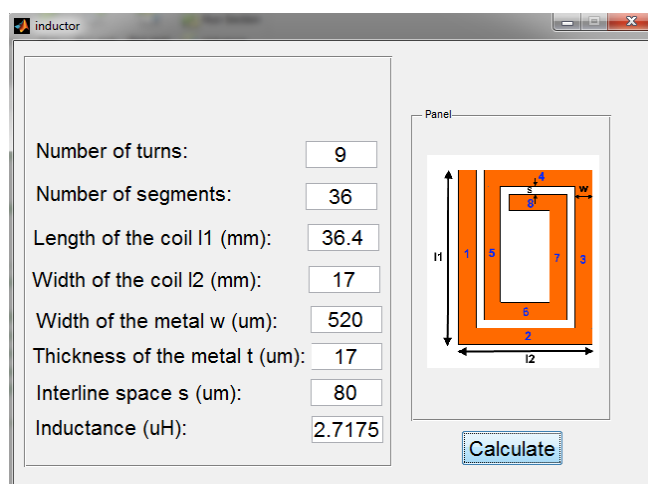 inductor
Number of turns: 9
Number of segments: 36
Length of the coil l1 (mm): 36.4
Width of the coil l2 (mm): 17
Width of the metal w (um): 520
Thickness of the metal t (um): 17
Interline space s (um): 80
Inductance (uH): 2.7175
Panel
4
s
w
8
l1
1
5
7
3
6
2
l2
Calculate